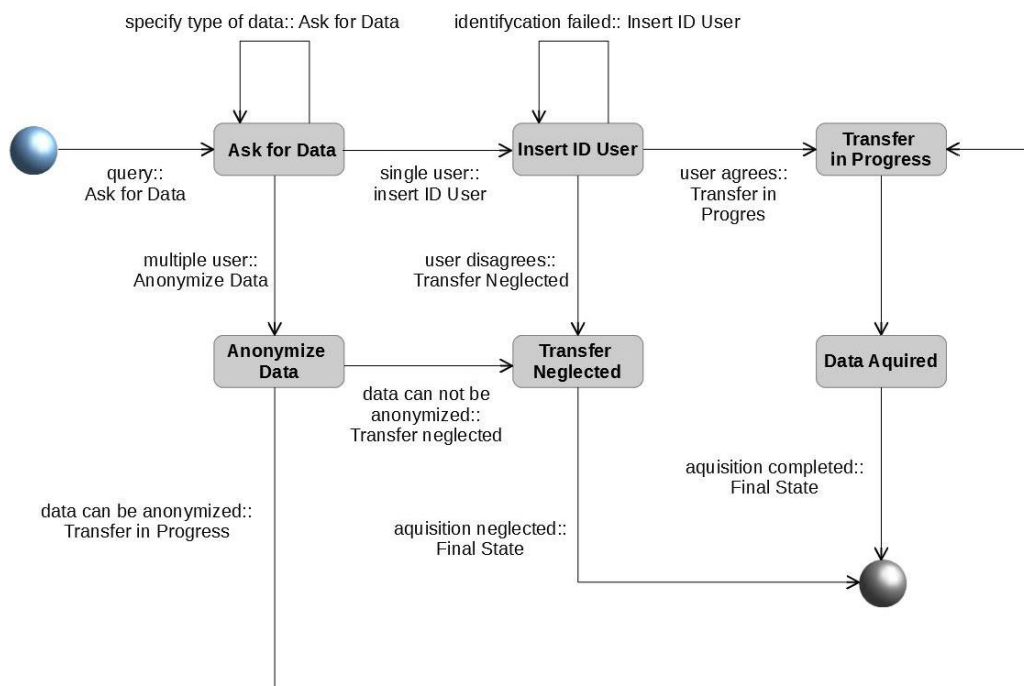 specify type of data:: Ask for Data
identifycation failed:: Insert ID User
Ask for Data
Insert ID User
Transfer
in Progress
query::
Ask for Data
single user::
insert ID User
user agrees::
Transfer in
Progres
multiple user::
Anonymize Data
user disagrees::
Transfer Neglected
Anonymize
Data
Transfer
Neglected
Data Aquired
data can not be
anonymized::
Transfer neglected
aquisition completed::
Final State
data can be anonymized::
Transfer in Progress
aquisition neglected::
Final State